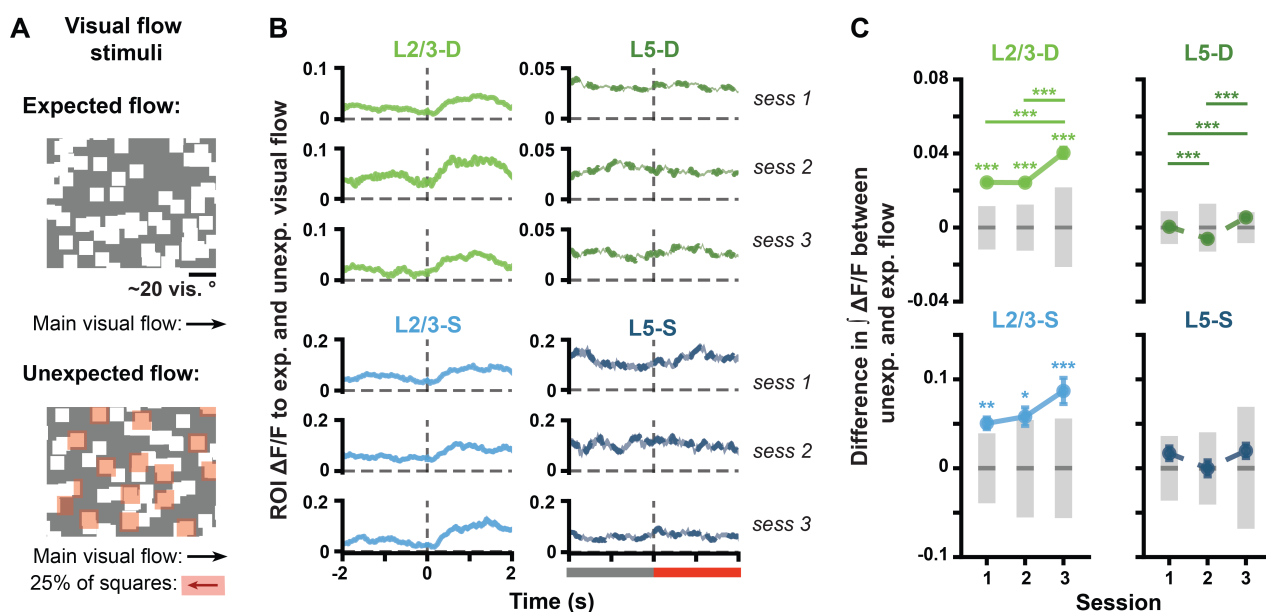 A
Visual flow
stimuli
Expected flow:
~20 vis. °
Main visual flow:
Unexpected flow:
Main visual flow:
25% of squares:
B
ROI ΔF/F to exp. and unexp. visual flow
L2/3-D
L5-D
0.1
0
0.05
0
sess 1
0.1
0
0.05
0
sess 2
0.1
0
0.05
0
sess 3
L2/3-S
L5-S
0.2
0
0.2
0
sess 1
0.2
0
0.2
0
sess 2
0.2
0
0.2
0
sess 3
-2
0
2
Time (s)
C
Difference in ∫ ΔF/F between
unexp. and exp. flow
L2/3-D
L5-D
0.08
0.04
0
-0.04
***
***
***
***
***
***
***
***
L2/3-S
L5-S
0.1
0
-0.1
**
*
***
1 2 3
1 2 3
Session